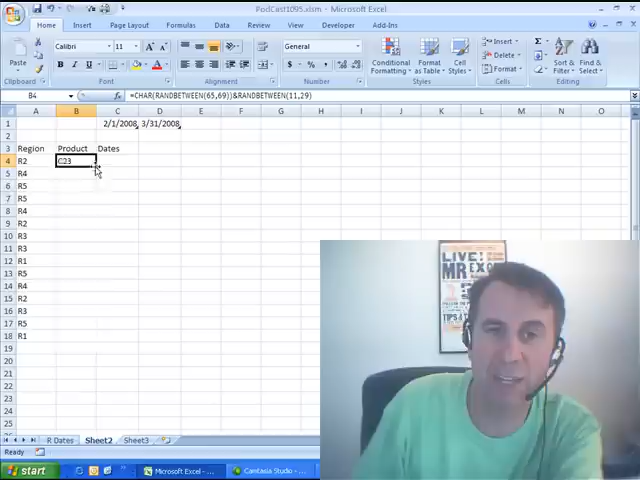 PodCast1095.xlsm - Microsoft Excel
Home Insert Page Layout Formulas Data Review View Developer Add-Ins
Paste
Calibri 11
General
Conditional Formatting
Format as Table
Cell Styles
Insert
Delete
Format
Clipboard Font Alignment Number Styles Cells Editing
B4 =CHAR(RANDBETWEEN(65,69))&RANDBETWEEN(11,29)
A B C D E F G H I J K L M N O
1 2/1/2008 3/31/2008
2
3 Region Product Dates
4 R2 C23
5 R4
6 R5
7 R5
8 R4
9 R2
10 R3
11 R3
12 R1
13 R5
14 R4
15 R2
16 R3
17 R5
18 R1
19
20
21
22
23
24
25
LIVE!
MR EXC
TIPS
R Dates Sheet2 Sheet3
Ready
start Microsoft Excel - ... Camtasia Studio - ...